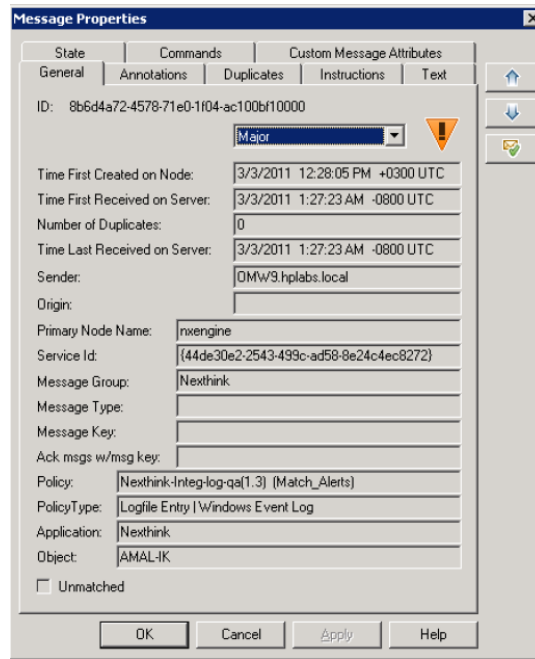 Message Properties
State Commands Custom Message Attributes
General Annotations Duplicates Instructions Text
ID: 8b6d4a72-4578-71e0-1f04-ac100bf10000
Major
Time First Created on Node: 3/3/2011 12:28:05 PM +0300 UTC
Time First Received on Server: 3/3/2011 1:27:23 AM -0800 UTC
Number of Duplicates: 0
Time Last Received on Server: 3/3/2011 1:27:23 AM -0800 UTC
Sender: OMW9.hplabs.local
Origin:
Primary Node Name: nxengine
Service Id: {44de30e2-2543-499c-ad58-8e24c4ec8272}
Message Group: Nexthink
Message Type:
Message Key:
Ack msgs w/msg key:
Policy: Nexthink-Integ-log-qa(1.3) (Match_Alerts)
PolicyType: Logfile Entry | Windows Event Log
Application: Nexthink
Object: AMAL-IK
Unmatched
OK Cancel Apply Help